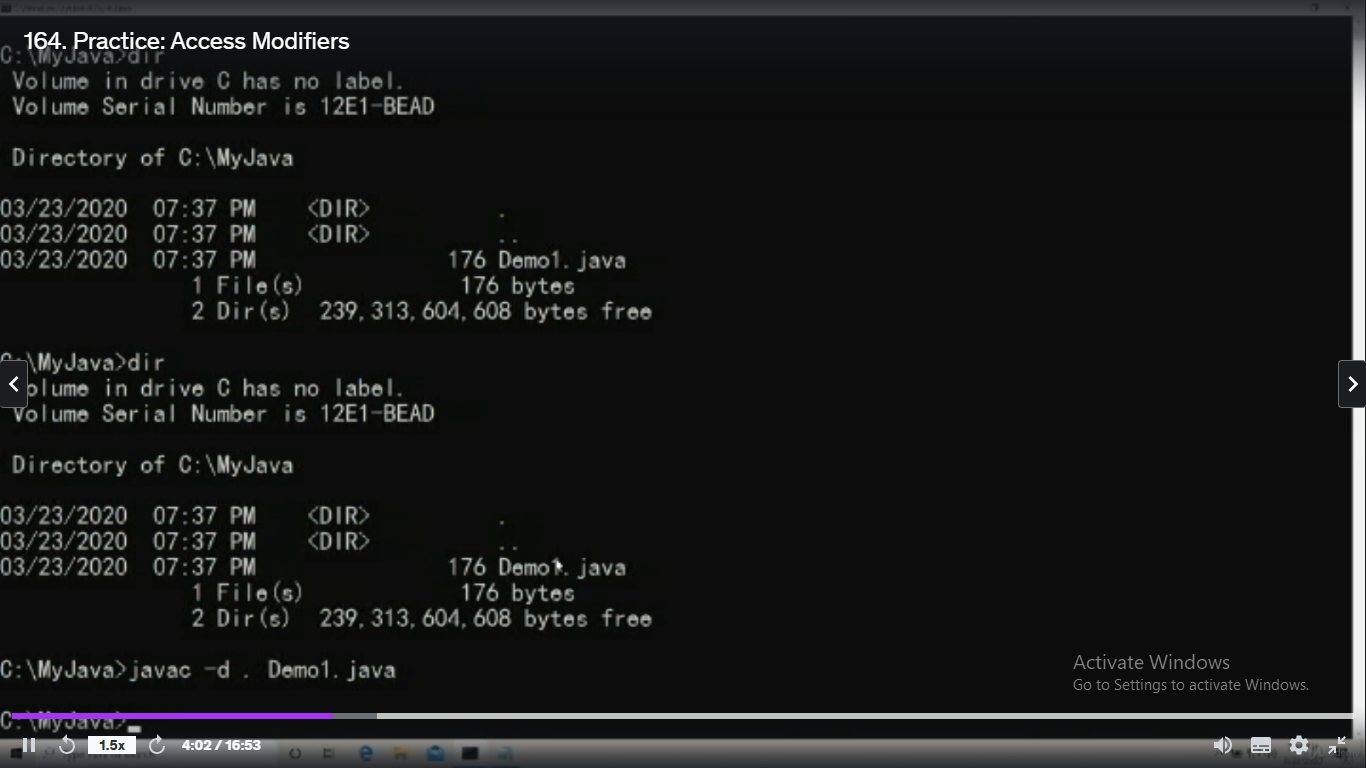 164. Practice: Access Modifiers
C:\MyJava>dir
Volume in drive C has no label.
Volume Serial Number is 12E1-BEAD
Directory of C:\MyJava
03/23/2020 07:37 PM <DIR> .
03/23/2020 07:37 PM <DIR> ..
03/23/2020 07:37 PM 176 Demo1.java
1 File(s) 176 bytes
2 Dir(s) 239,313,604,608 bytes free
C:\MyJava>dir
Volume in drive C has no label.
Volume Serial Number is 12E1-BEAD
Directory of C:\MyJava
03/23/2020 07:37 PM <DIR> .
03/23/2020 07:37 PM <DIR> ..
03/23/2020 07:37 PM 176 Demo1.java
1 File(s) 176 bytes
2 Dir(s) 239,313,604,608 bytes free
C:\MyJava>javac -d . Demo1.java
Activate Windows
Go to Settings to activate Windows.
C:\MyJava>_
1.5x 4:02 / 16:53